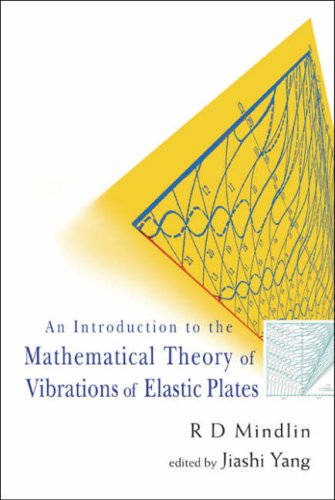 An Introduction to the
Mathematical Theory of
Vibrations of Elastic Plates
R D Mindlin
edited by Jiashi Yang